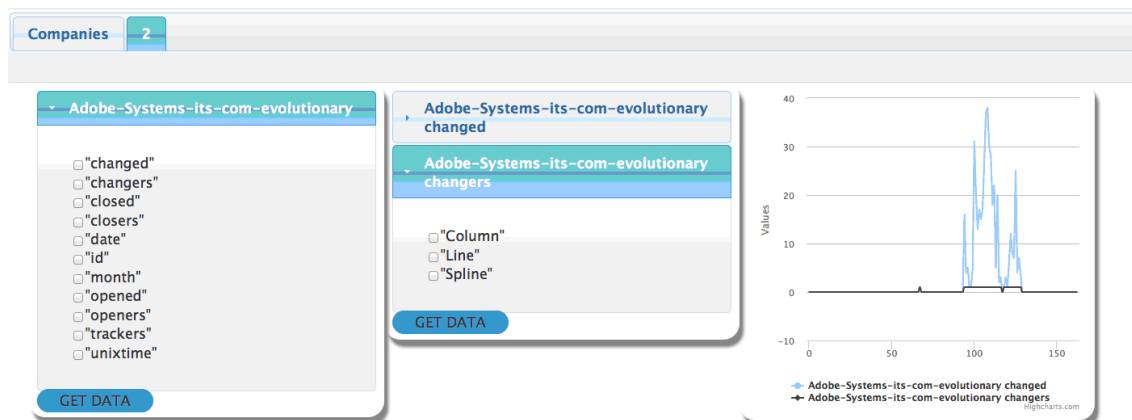 Companies
2
Adobe-Systems-its-com-evolutionary
"changed"
"changers"
"closed"
"closers"
"date"
"id"
"month"
"opened"
"openers"
"trackers"
"unixtime"
GET DATA
Adobe-Systems-its-com-evolutionary
changed
Adobe-Systems-its-com-evolutionary
changers
"Column"
"Line"
"Spline"
GET DATA
Values
40
30
20
10
0
-10
0 50 100 150
Adobe-Systems-its-com-evolutionary changed
Adobe-Systems-its-com-evolutionary changers
Highcharts.com